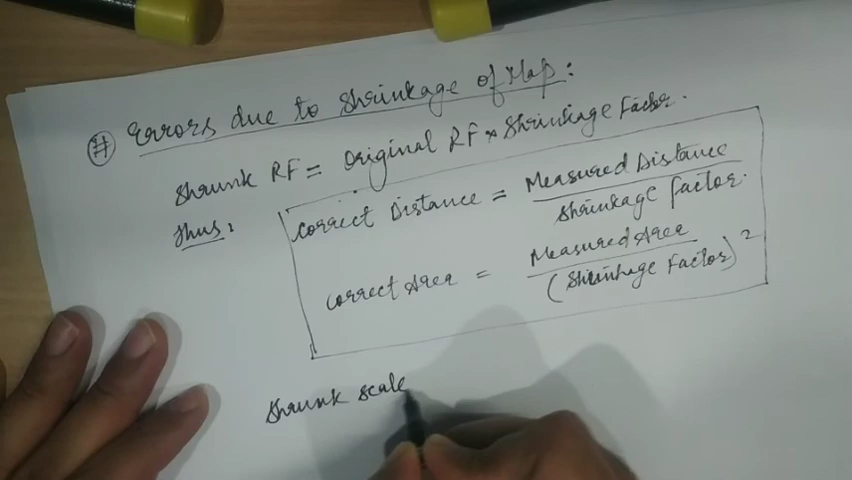 # Errors due to Shrinkage of Map:
Shrunk RF = Original RF × Shrinkage Factor.
Thus, Correct Distance = Measured Distance / Shrinkage factor.
Correct Area = Measured Area / (Shrinkage Factor)²
Shrunk scale